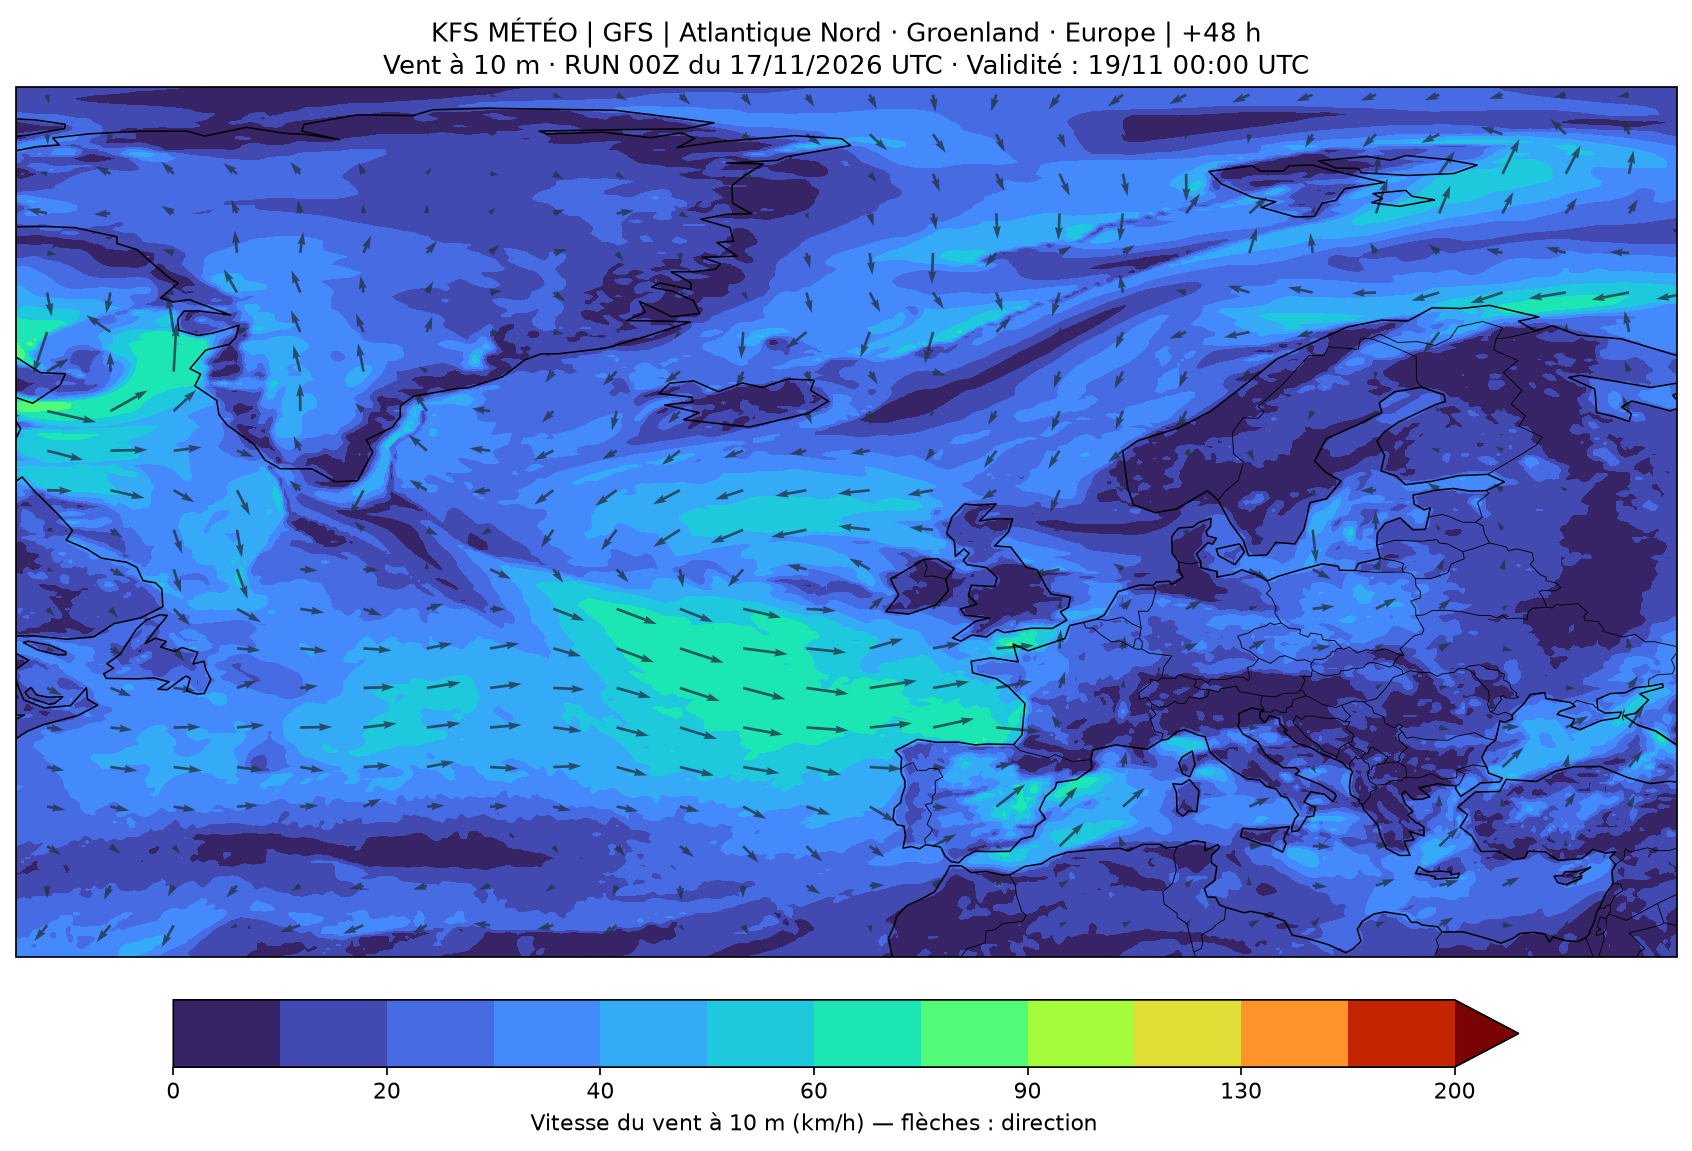 KFS MÉTÉO | GFS | Atlantique Nord · Groenland · Europe | +48 h
Vent à 10 m · RUN 00Z du 17/11/2026 UTC · Validité : 19/11 00:00 UTC
0 20 40 60 90 130 200
Vitesse du vent à 10 m (km/h) — flèches : direction